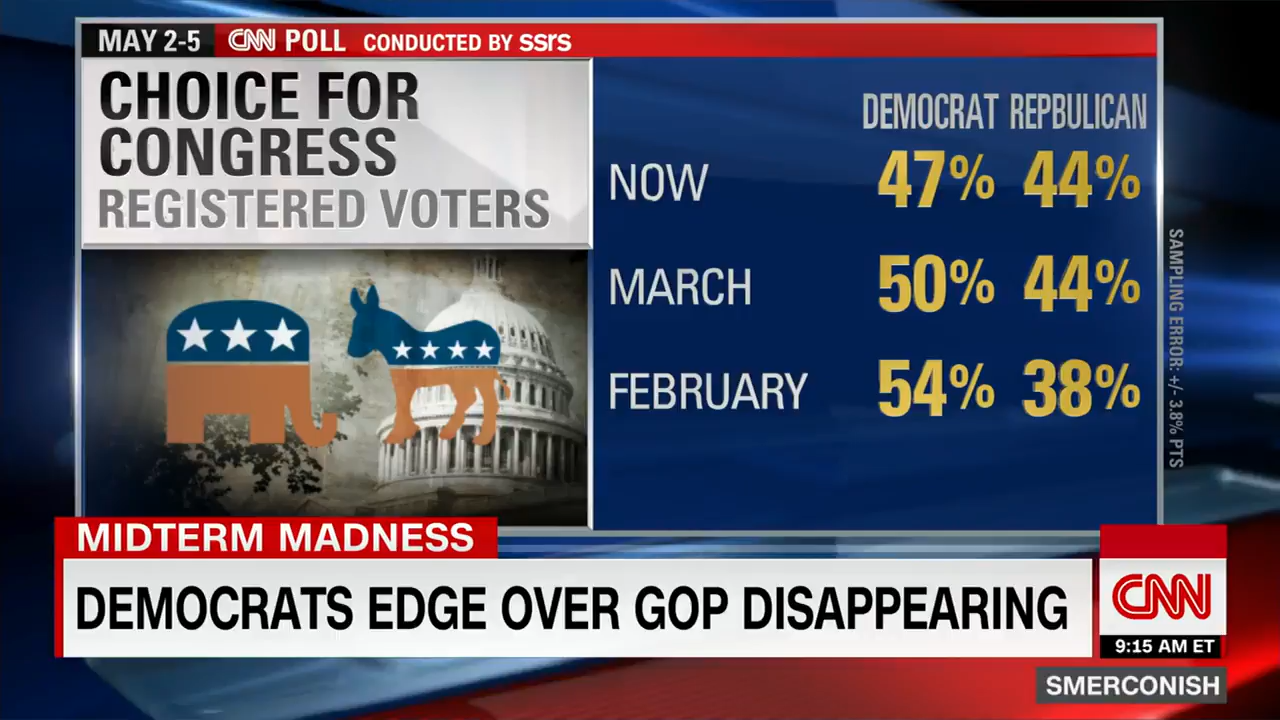 MAY 2-5 CNN POLL CONDUCTED BY SSRS
CHOICE FOR
CONGRESS
REGISTERED VOTERS
DEMOCRAT REPBULICAN
NOW 47% 44%
MARCH 50% 44%
FEBRUARY 54% 38%
SAMPLING ERROR: +/- 3.8% PTS
MIDTERM MADNESS
DEMOCRATS EDGE OVER GOP DISAPPEARING
CNN
9:15 AM ET
SMERCONISH